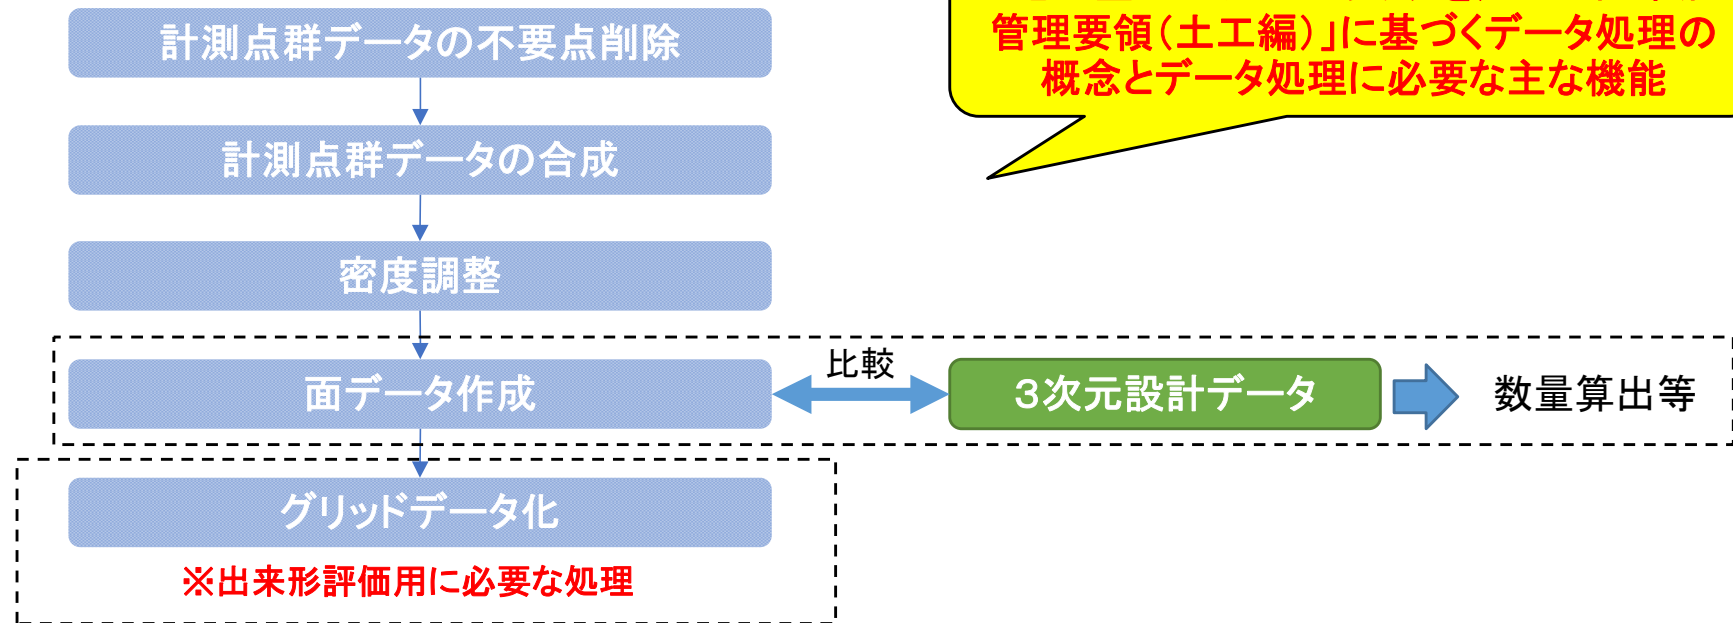 計測点群データの不要点削除
管理要領(土工編)」に基づくデータ処理の
概念とデータ処理に必要な主な機能
計測点群データの合成
密度調整
面データ作成
比較
3次元設計データ
数量算出等
グリッドデータ化
※出来形評価用に必要な処理